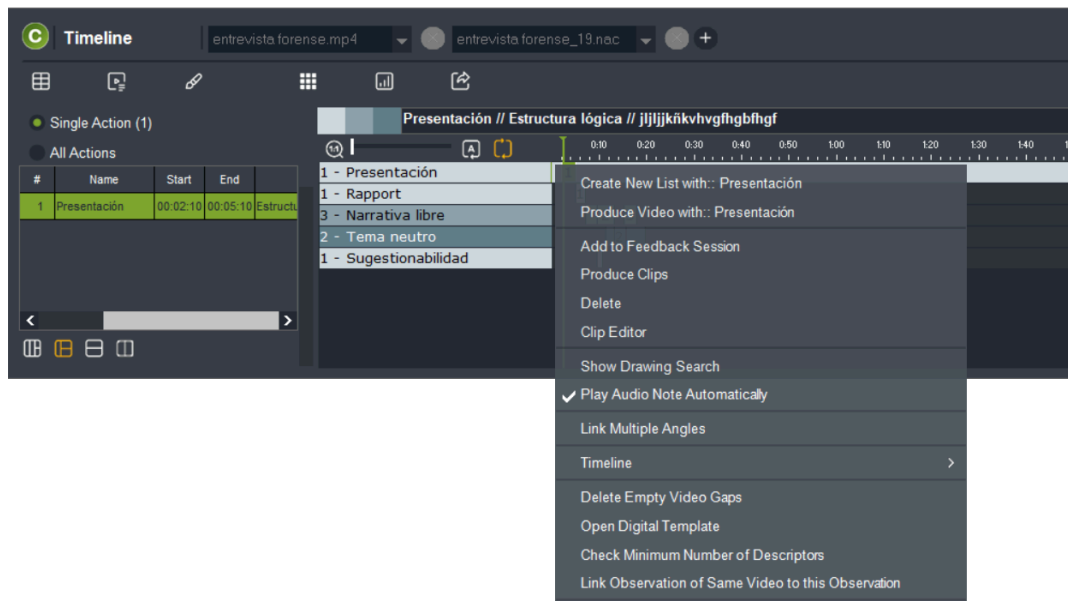 C Timeline entrevista forense.mp4 entrevista forense_19.nac +
Single Action (1)
All Actions
# Name Start End
1 Presentación 00:02:10 00:05:10 Estructu
Presentación // Estructura lógica // jljljjkñkvhvgfhgbfhgf
1/1 A 0:10 0:20 0:30 0:40 0:50 1:00 1:10 1:20 1:30 1:40 1
1 - Presentación
1 - Rapport
3 - Narrativa libre
2 - Tema neutro
1 - Sugestionabilidad
Create New List with:: Presentación
Produce Video with:: Presentación
Add to Feedback Session
Produce Clips
Delete
Clip Editor
Show Drawing Search
Play Audio Note Automatically
Link Multiple Angles
Timeline
Delete Empty Video Gaps
Open Digital Template
Check Minimum Number of Descriptors
Link Observation of Same Video to this Observation